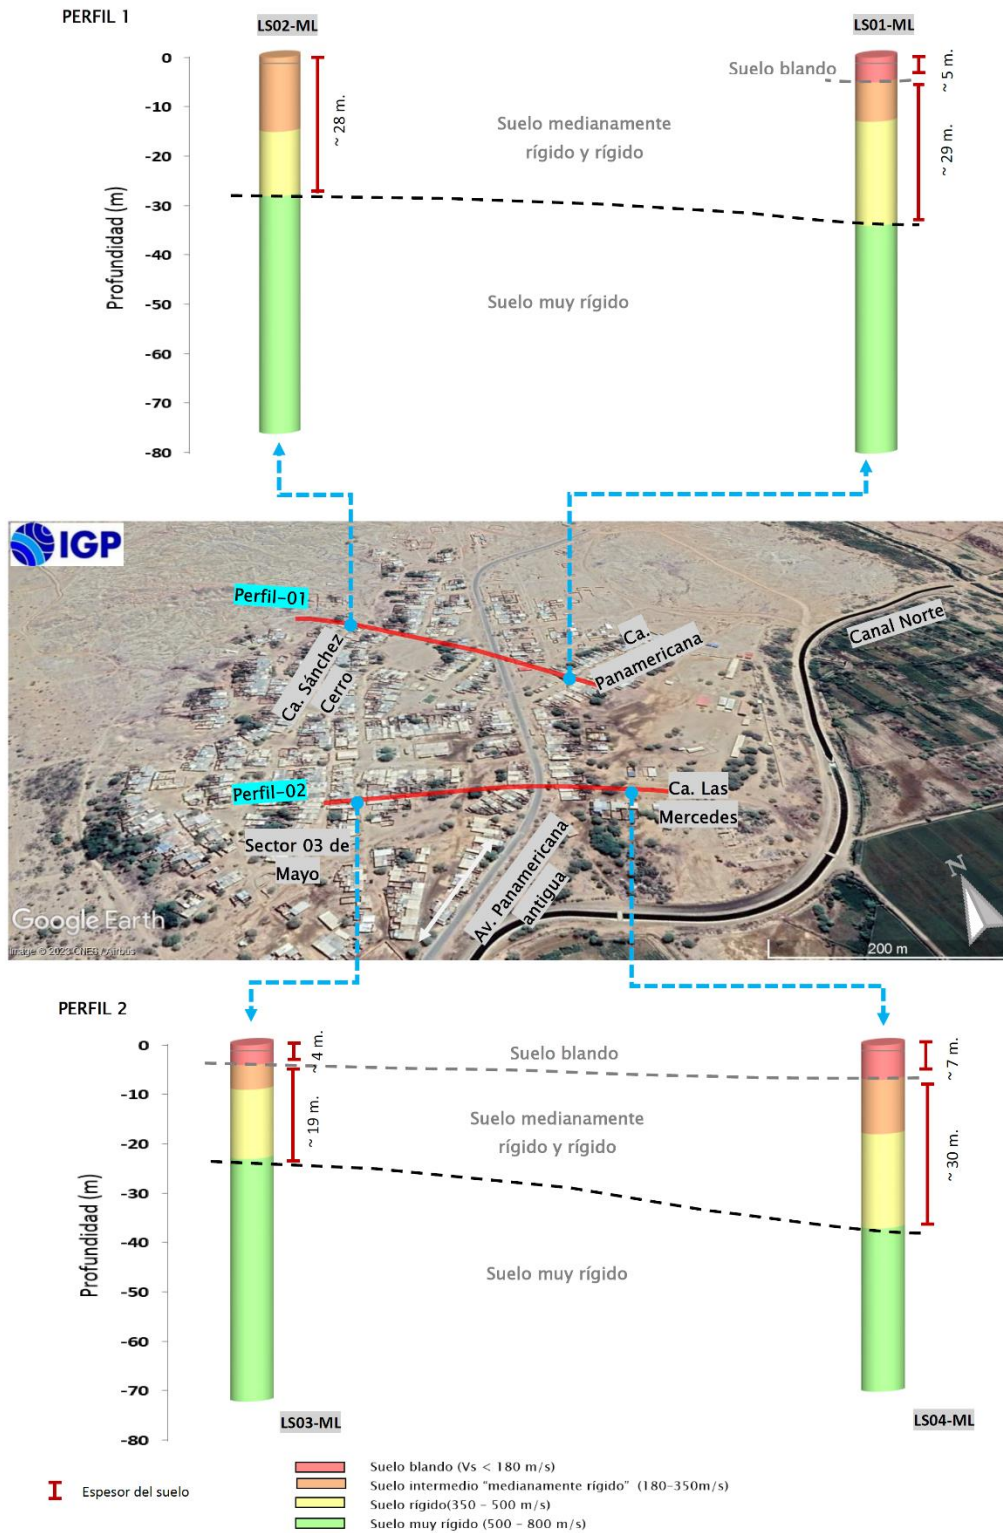 PERFIL 1
LS02-ML
LS01-ML
0
-10
-20
-30
-40
-50
-60
-70
-80
Profundidad (m)
~ 28 m.
Suelo blando
~ 5 m.
Suelo medianamente
rígido y rígido
~ 29 m.
Suelo muy rígido
IGP
Perfil-01
Ca. Sánchez
Cerro
Ca.
Panamericana
Canal Norte
Perfil-02
Ca. Las
Mercedes
Sector 03 de
Mayo
Av. Panamericana
antigua
N
Google Earth
Image © 2023 CNES / Airbus
200 m
PERFIL 2
0
-10
-20
-30
-40
-50
-60
-70
-80
Profundidad (m)
~ 4 m.
~ 19 m.
Suelo blando
~ 7 m.
Suelo medianamente
rígido y rígido
~ 30 m.
Suelo muy rígido
LS03-ML
LS04-ML
Espesor del suelo
Suelo blando (Vs < 180 m/s)
Suelo intermedio "medianamente rígido" (180-350m/s)
Suelo rígido(350 - 500 m/s)
Suelo muy rígido (500 - 800 m/s)